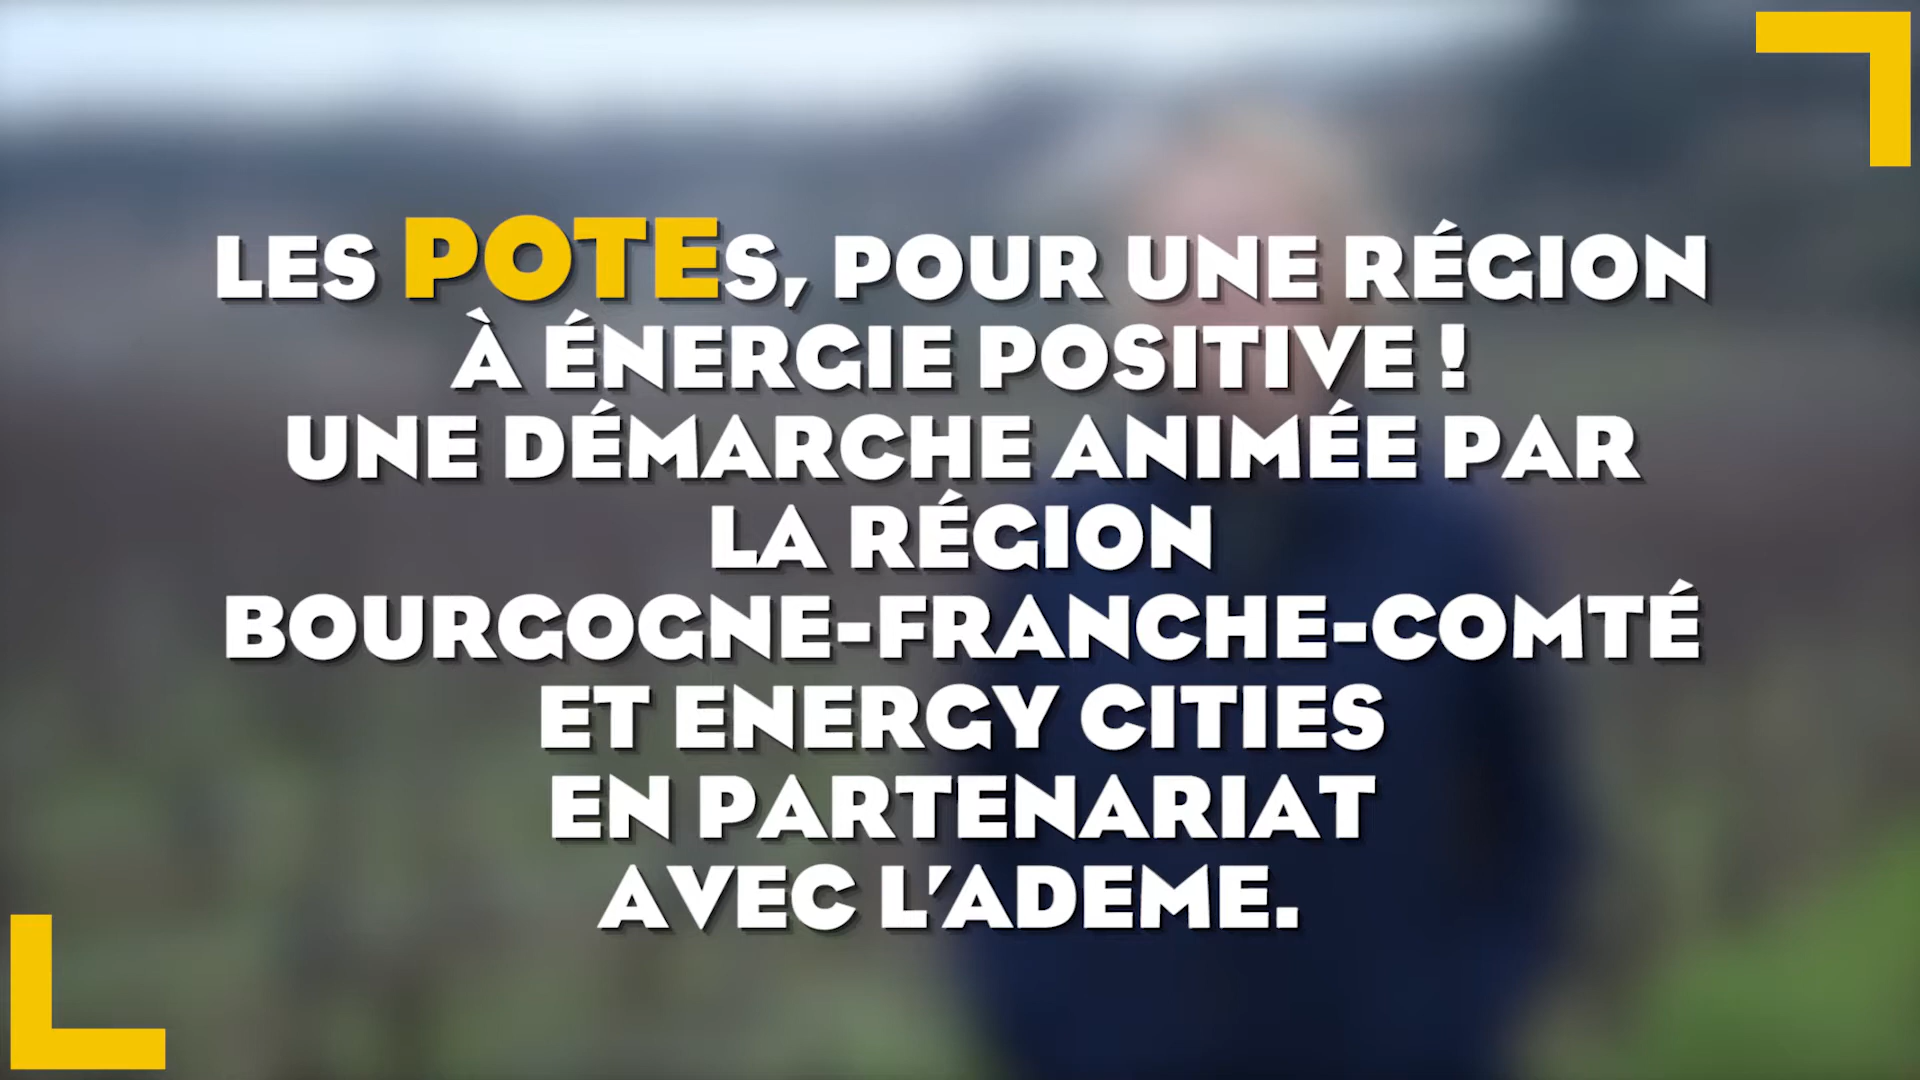 LES POTES, POUR UNE RÉGION
À ÉNERGIE POSITIVE !
UNE DÉMARCHE ANIMÉE PAR
LA RÉGION
BOURGOGNE-FRANCHE-COMTÉ
ET ENERGY CITIES
EN PARTENARIAT
AVEC L'ADEME.